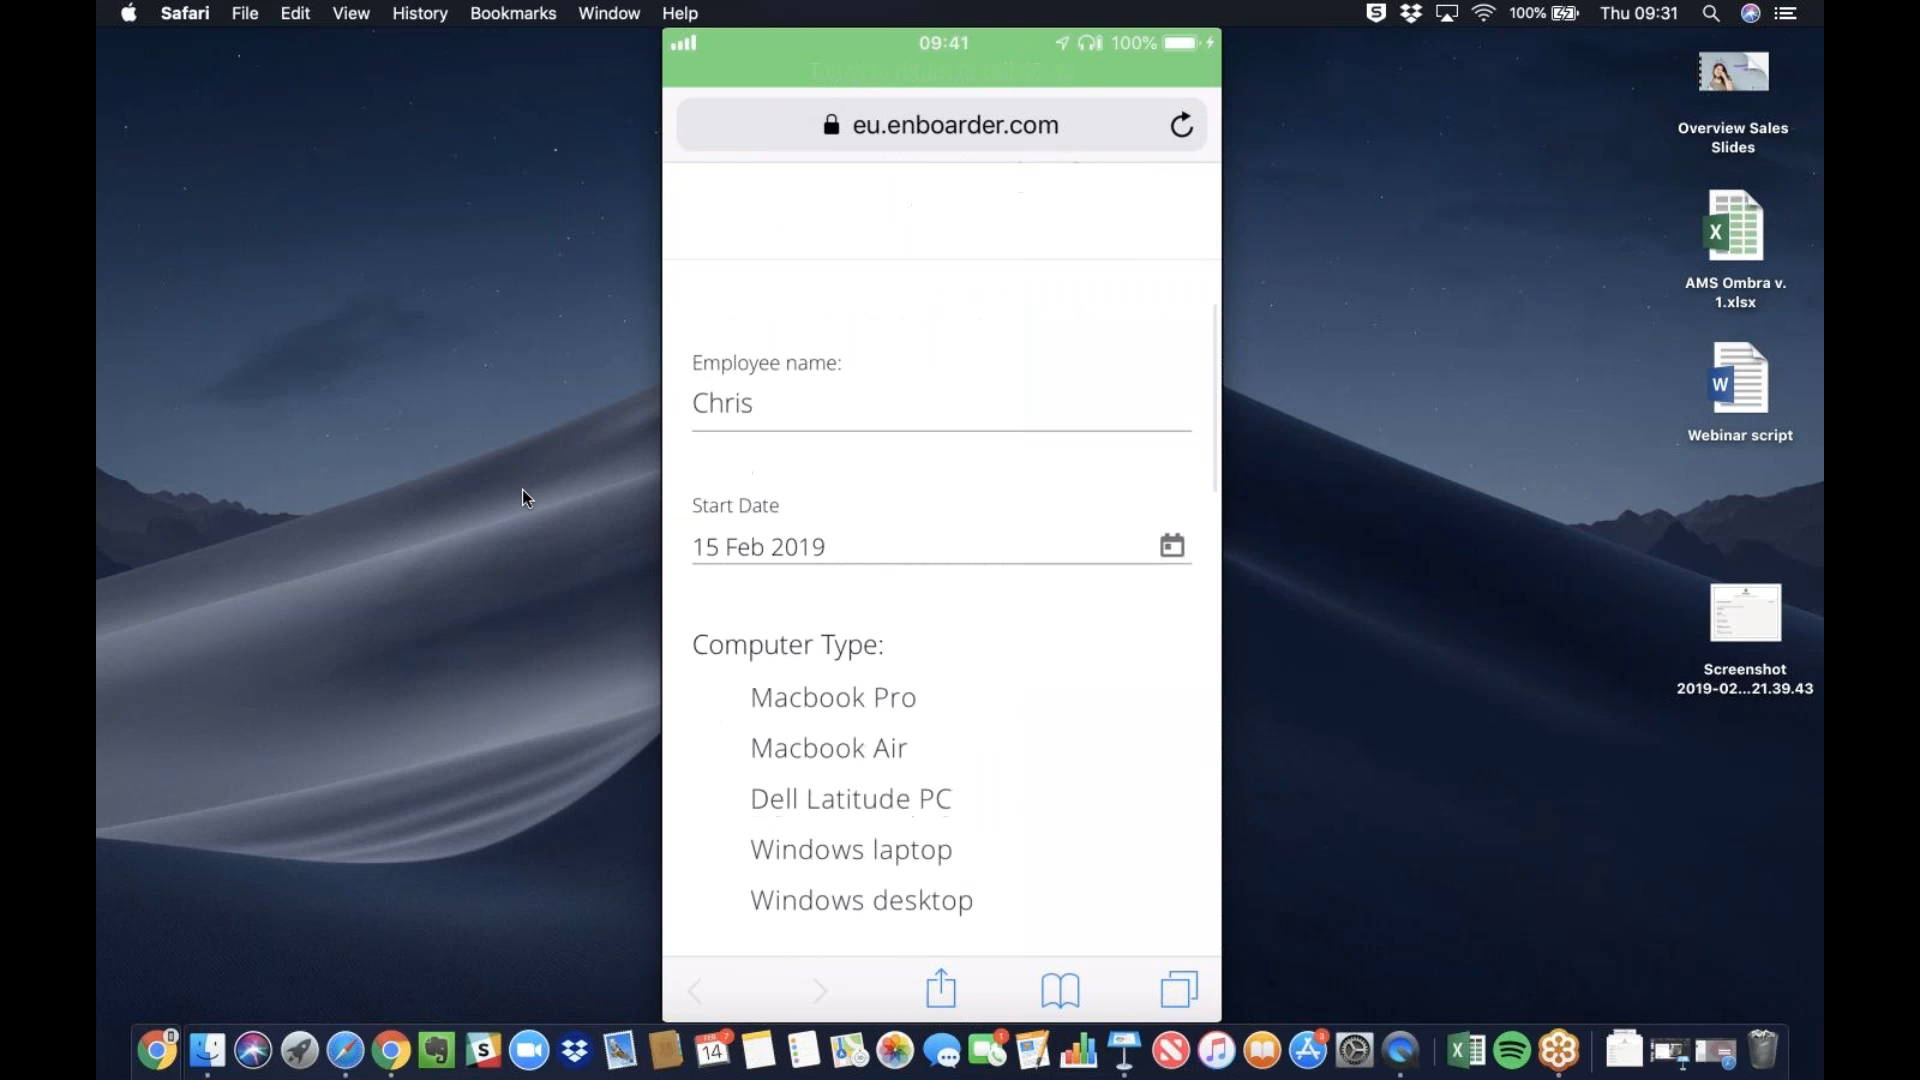 Safari File Edit View History Bookmarks Window Help 100% Thu 09:31
09:41 100%
eu.enboarder.com
Employee name:
Chris
Start Date
15 Feb 2019
Computer Type:
Macbook Pro
Macbook Air
Dell Latitude PC
Windows laptop
Windows desktop
Overview Sales
Slides
AMS Ombra v.
1.xlsx
Webinar script
Screenshot
2019-02...21.39.43
FEB
14